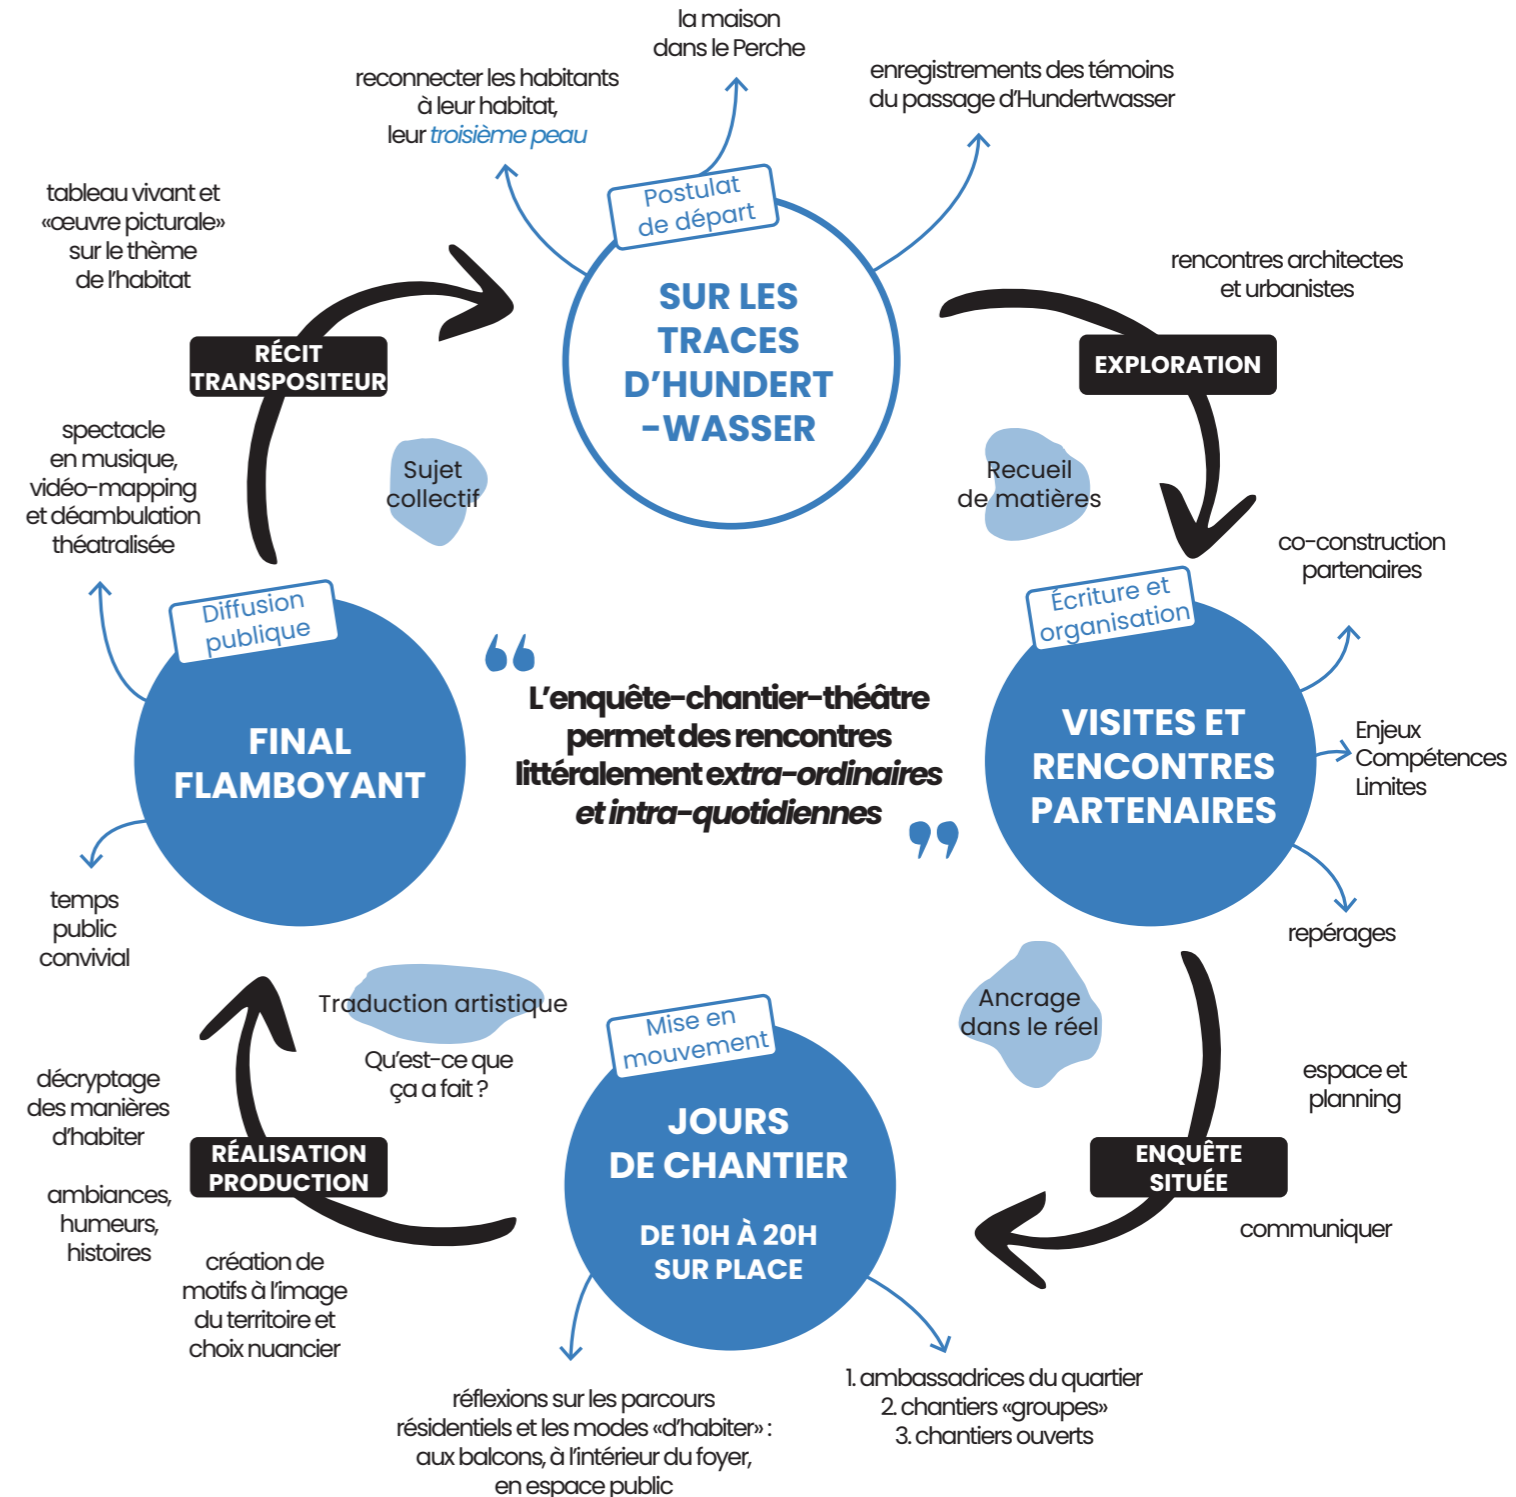 la maison
dans le Perche
reconnecter les habitants
à leur habitat,
leur troisième peau
enregistrements des témoins
du passage d'Hundertwasser
Postulat
de départ
SUR LES
TRACES
D'HUNDERT
-WASSER
tableau vivant et
«œuvre picturale»
sur le thème
de l'habitat
rencontres architectes
et urbanistes
RÉCIT
TRANSPOSITEUR
EXPLORATION
spectacle
en musique,
vidéo-mapping
et déambulation
théatralisée
Sujet
collectif
Recueil
de matières
co-construction
partenaires
Diffusion
publique
FINAL
FLAMBOYANT
“
L'enquête-chantier-théâtre
permet des rencontres
littéralement extra-ordinaires
et intra-quotidiennes
”
Écriture et
organisation
VISITES ET
RENCONTRES
PARTENAIRES
Enjeux
Compétences
Limites
temps
public
convivial
repérages
Traduction artistique
Qu'est-ce que
ça a fait ?
Ancrage
dans le réel
Mise en
mouvement
JOURS
DE CHANTIER
DE 10H À 20H
SUR PLACE
espace et
planning
ENQUÊTE
SITUÉE
communiquer
décryptage
des manières
d'habiter
RÉALISATION
PRODUCTION
ambiances,
humeurs,
histoires
création de
motifs à l'image
du territoire et
choix nuancier
réflexions sur les parcours
résidentiels et les modes «d'habiter» :
aux balcons, à l'intérieur du foyer,
en espace public
1. ambassadrices du quartier
2. chantiers «groupes»
3. chantiers ouverts